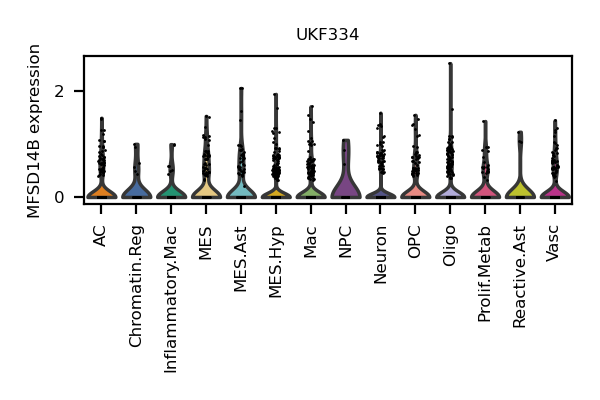 UKF334
MFSD14B expression
2
0
AC
Chromatin.Reg
Inflammatory.Mac
MES
MES.Ast
MES.Hyp
Mac
NPC
Neuron
OPC
Oligo
Prolif.Metab
Reactive.Ast
Vasc